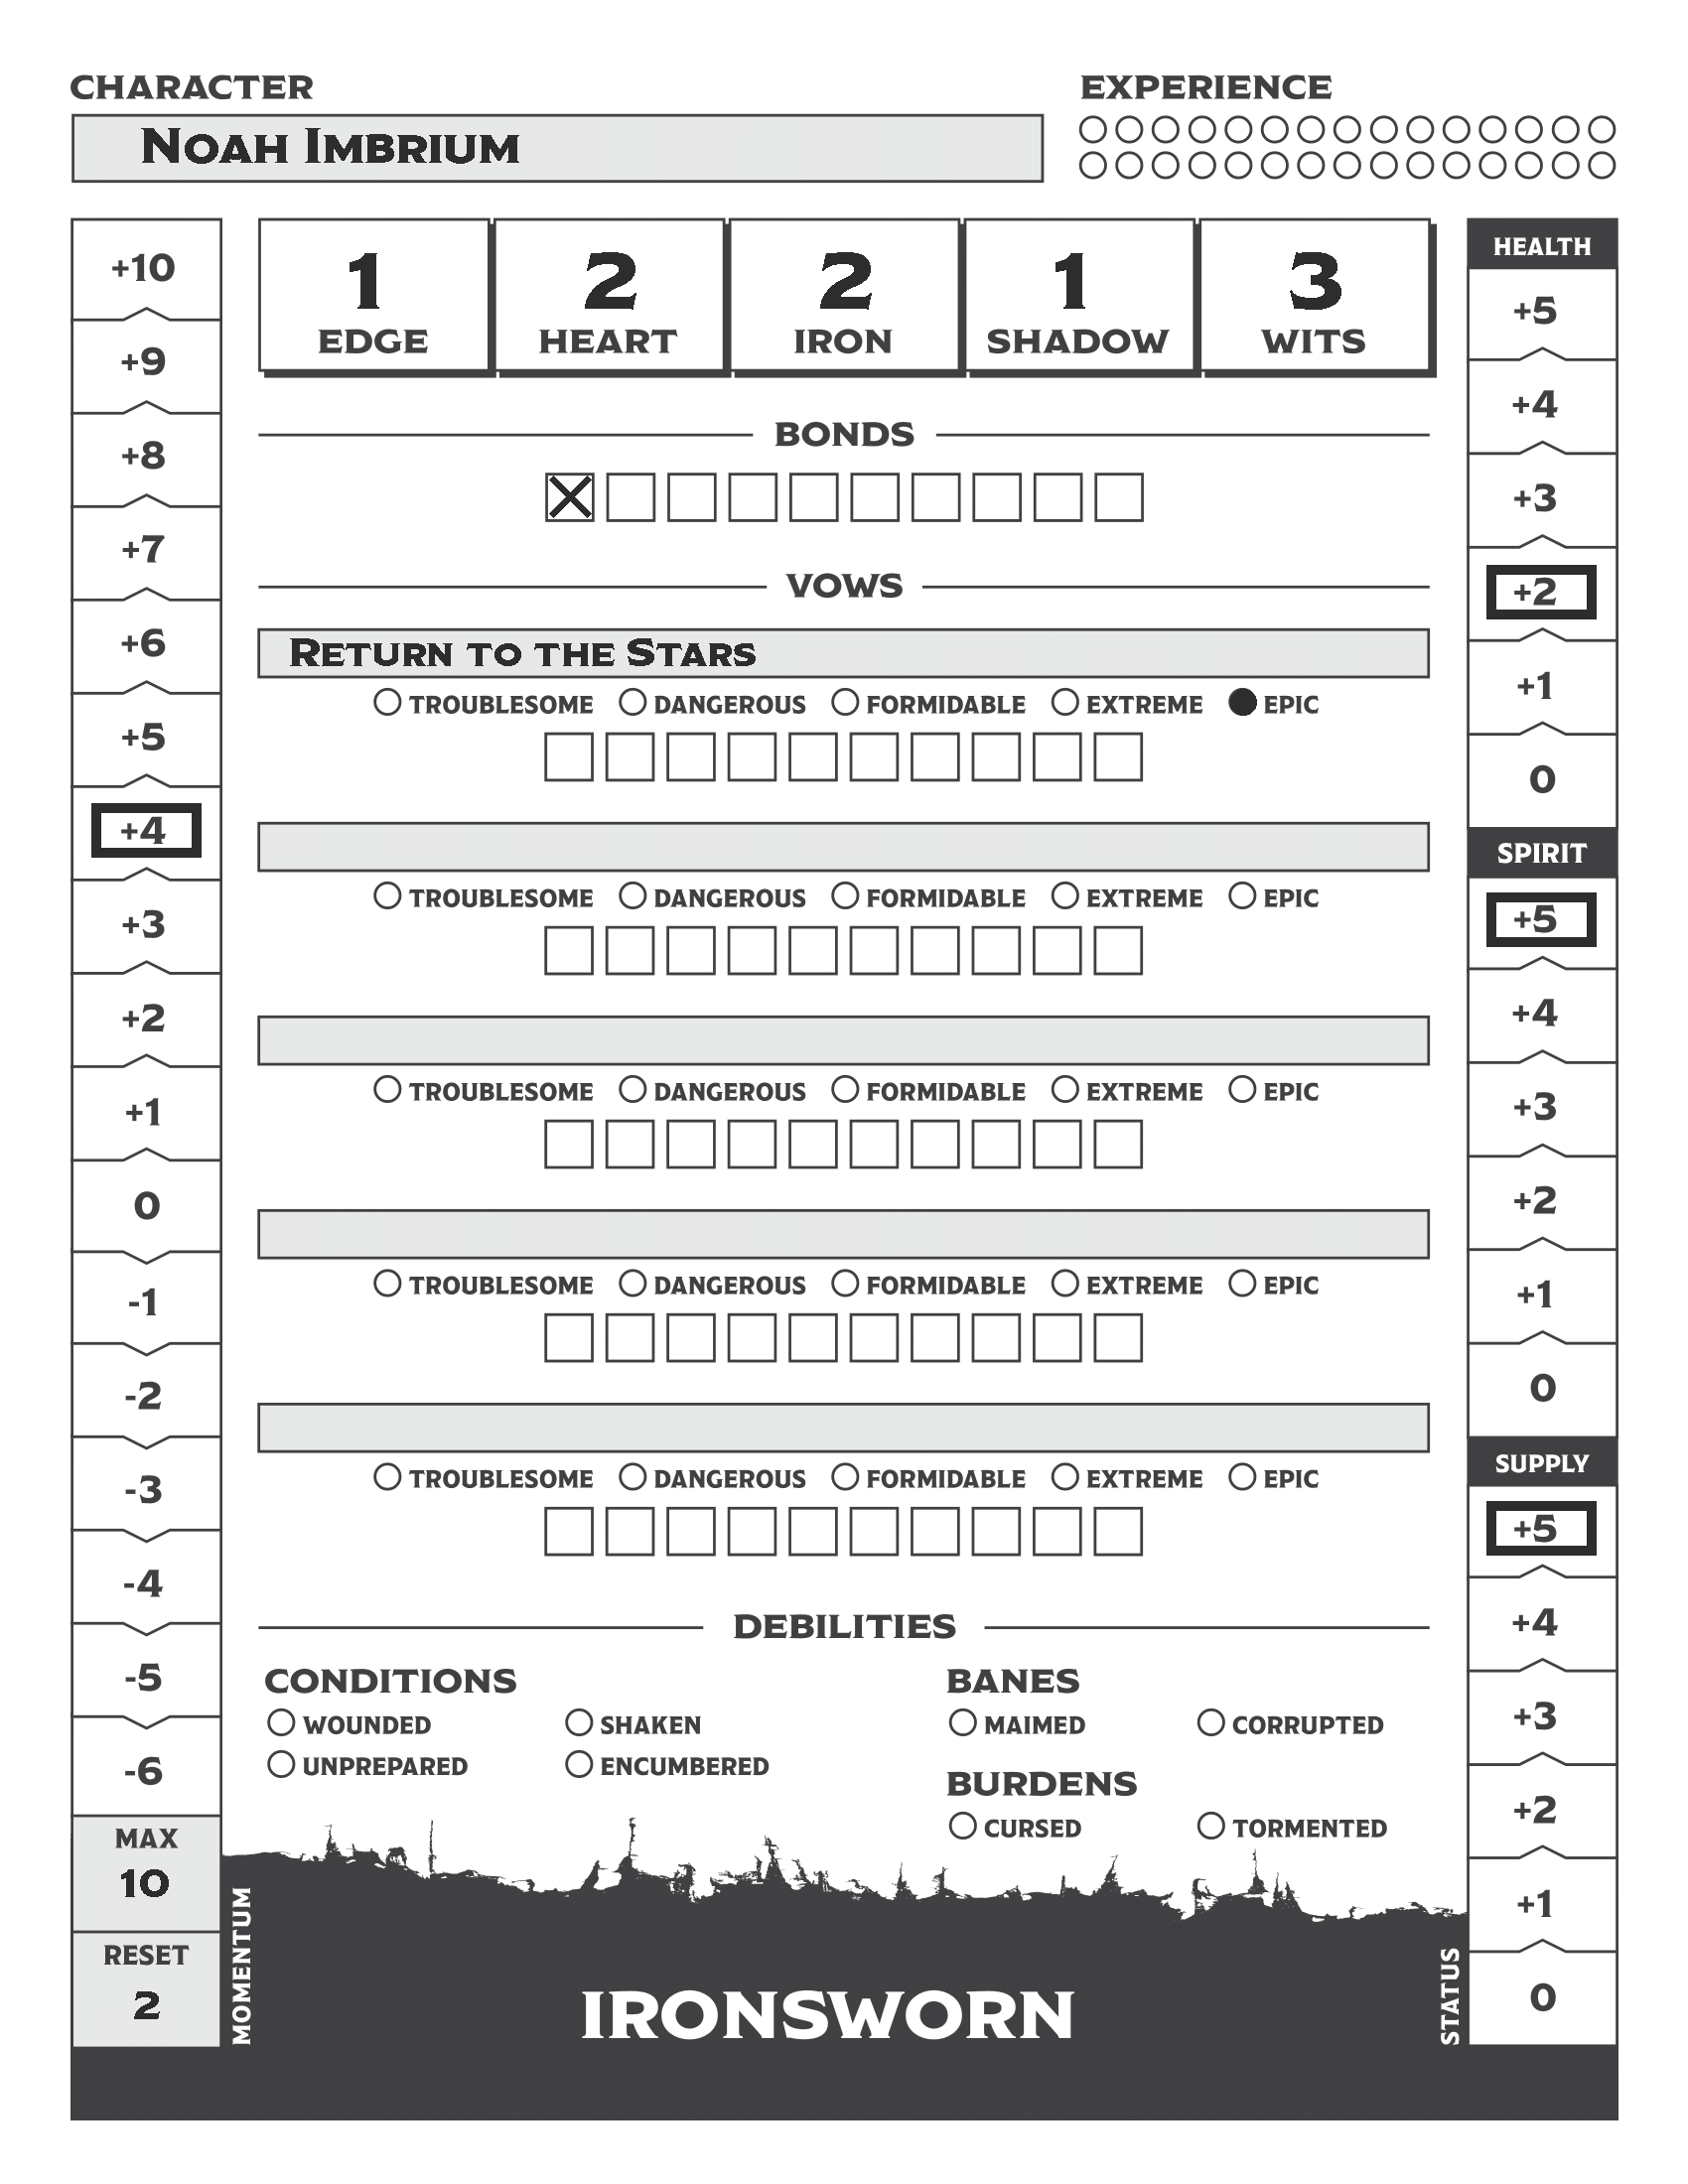 CHARACTER
EXPERIENCE
NOAH IMBRIUM
1 2 2 1 3
EDGE HEART IRON SHADOW WITS
BONDS
VOWS
RETURN TO THE STARS
TROUBLESOME DANGEROUS FORMIDABLE EXTREME EPIC
TROUBLESOME DANGEROUS FORMIDABLE EXTREME EPIC
TROUBLESOME DANGEROUS FORMIDABLE EXTREME EPIC
TROUBLESOME DANGEROUS FORMIDABLE EXTREME EPIC
TROUBLESOME DANGEROUS FORMIDABLE EXTREME EPIC
DEBILITIES
CONDITIONS
WOUNDED SHAKEN
UNPREPARED ENCUMBERED
BANES
MAIMED CORRUPTED
BURDENS
CURSED TORMENTED
IRONSWORN
+10
+9
+8
+7
+6
+5
+4
+3
+2
+1
0
-1
-2
-3
-4
-5
-6
MAX
10
RESET
2
MOMENTUM
HEALTH
+5
+4
+3
+2
+1
0
SPIRIT
+5
+4
+3
+2
+1
0
SUPPLY
+5
+4
+3
+2
+1
0
STATUS